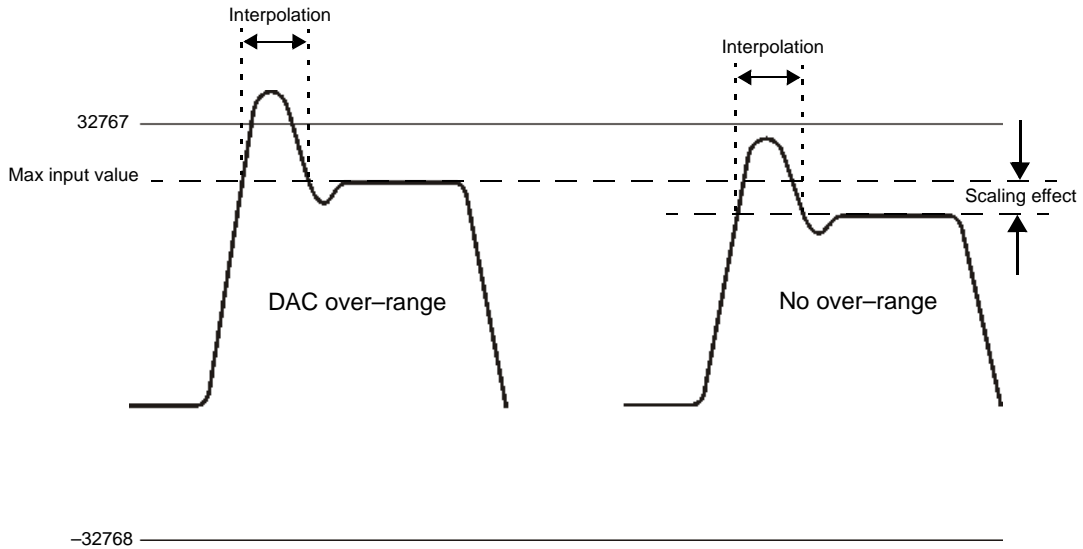 Interpolation
Interpolation
32767
Max input value
Scaling effect
DAC over–range
No over–range
–32768